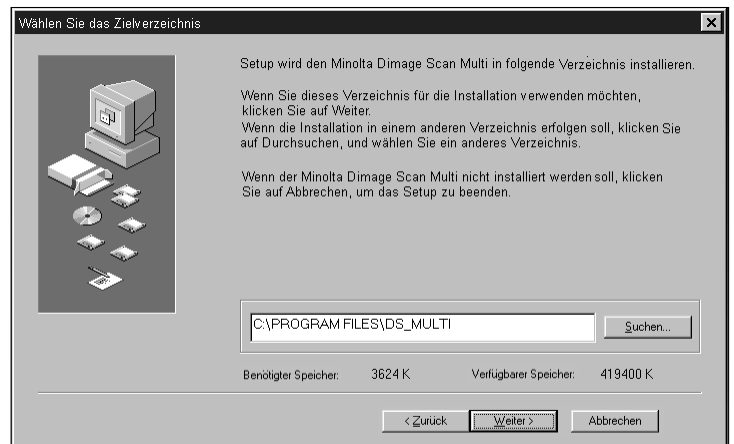 Wählen Sie das Zielverzeichnis
Setup wird den Minolta Dimage Scan Multi in folgende Verzeichnis installieren.
Wenn Sie dieses Verzeichnis für die Installation verwenden möchten,
klicken Sie auf Weiter.
Wenn die Installation in einem anderen Verzeichnis erfolgen soll, klicken Sie
auf Durchsuchen, und wählen Sie ein anderes Verzeichnis.
Wenn der Minolta Dimage Scan Multi nicht installiert werden soll, klicken
Sie auf Abbrechen, um das Setup zu beenden.
C:\PROGRAM FILES\DS_MULTI
Suchen...
Benötigter Speicher: 3624 K Verfügbarer Speicher: 419400 K
< Zurück Weiter > Abbrechen